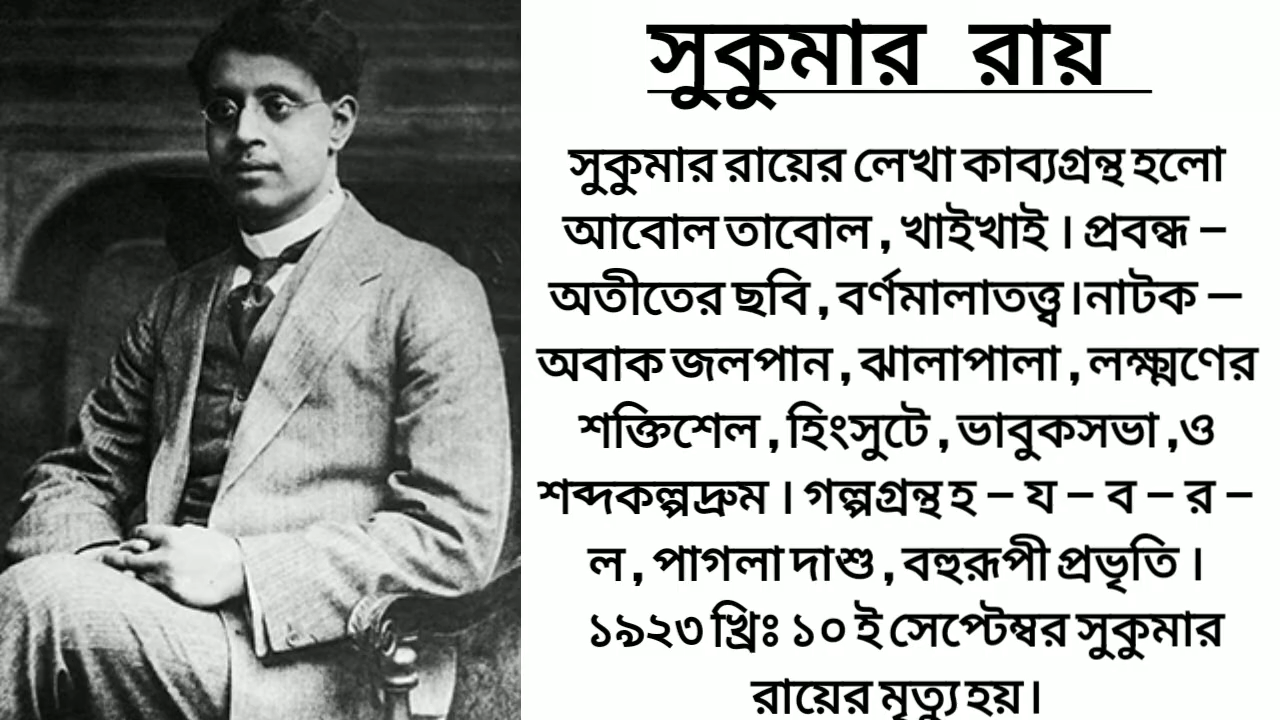 সুকুমার রায়
সুকুমার রায়ের লেখা কাব্যগ্রন্থ হলো
আবোল তাবোল , খাইখাই । প্রবন্ধ –
অতীতের ছবি , বর্ণমালাতত্ত্ব ।নাটক –
অবাক জলপান , ঝালাপালা , লক্ষ্মণের
শক্তিশেল , হিংসুটে , ভাবুকসভা ,ও
শব্দকল্পদ্রুম । গল্পগ্রন্থ হ – য – ব – র –
ল , পাগলা দাশু , বহুরূপী প্রভৃতি ।
১৯২৩ খ্রিঃ ১০ ই সেপ্টেম্বর সুকুমার
রায়ের মৃত্যু হয় ।